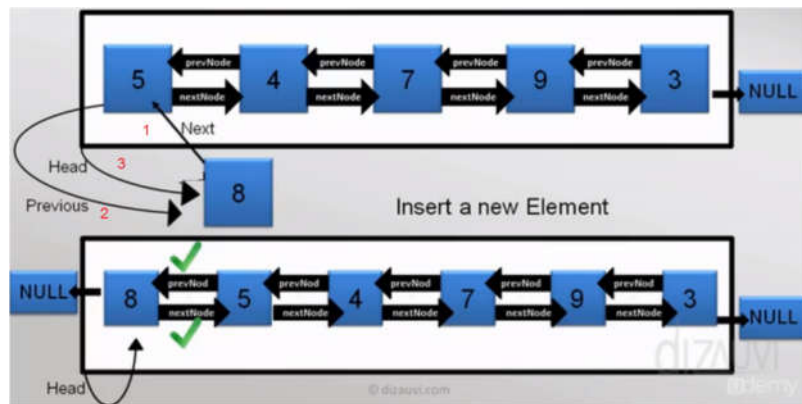 prevNode prevNode prevNode prevNode
5 4 7 9 3
nextNode nextNode nextNode nextNode
NULL
1 Next
Head 3
8
Previous 2
Insert a new Element
prevNod prevNod prevNod prevNod prevNod
NULL 8 5 4 7 9 3
nextNode nextNode nextNode nextNode nextNode
NULL
Head
© dizauvi.com
dizauvi